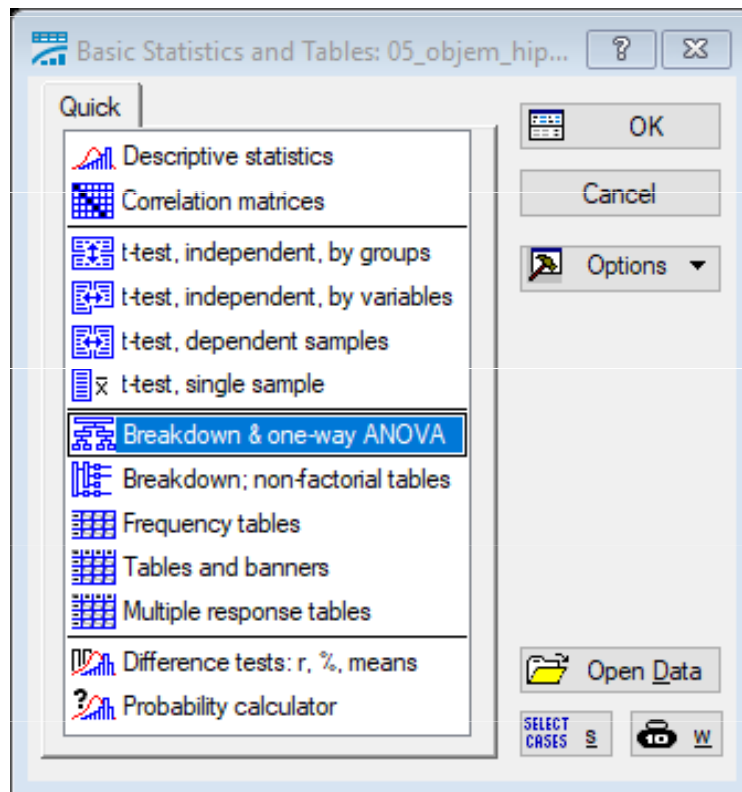 Basic Statistics and Tables: 05_objem_hip...
Quick
Descriptive statistics
Correlation matrices
t-test, independent, by groups
t-test, independent, by variables
t-test, dependent samples
t-test, single sample
Breakdown & one-way ANOVA
Breakdown; non-factorial tables
Frequency tables
Tables and banners
Multiple response tables
Difference tests: r, %, means
Probability calculator
OK
Cancel
Options
Open Data
SELECT
CASES S
10 W